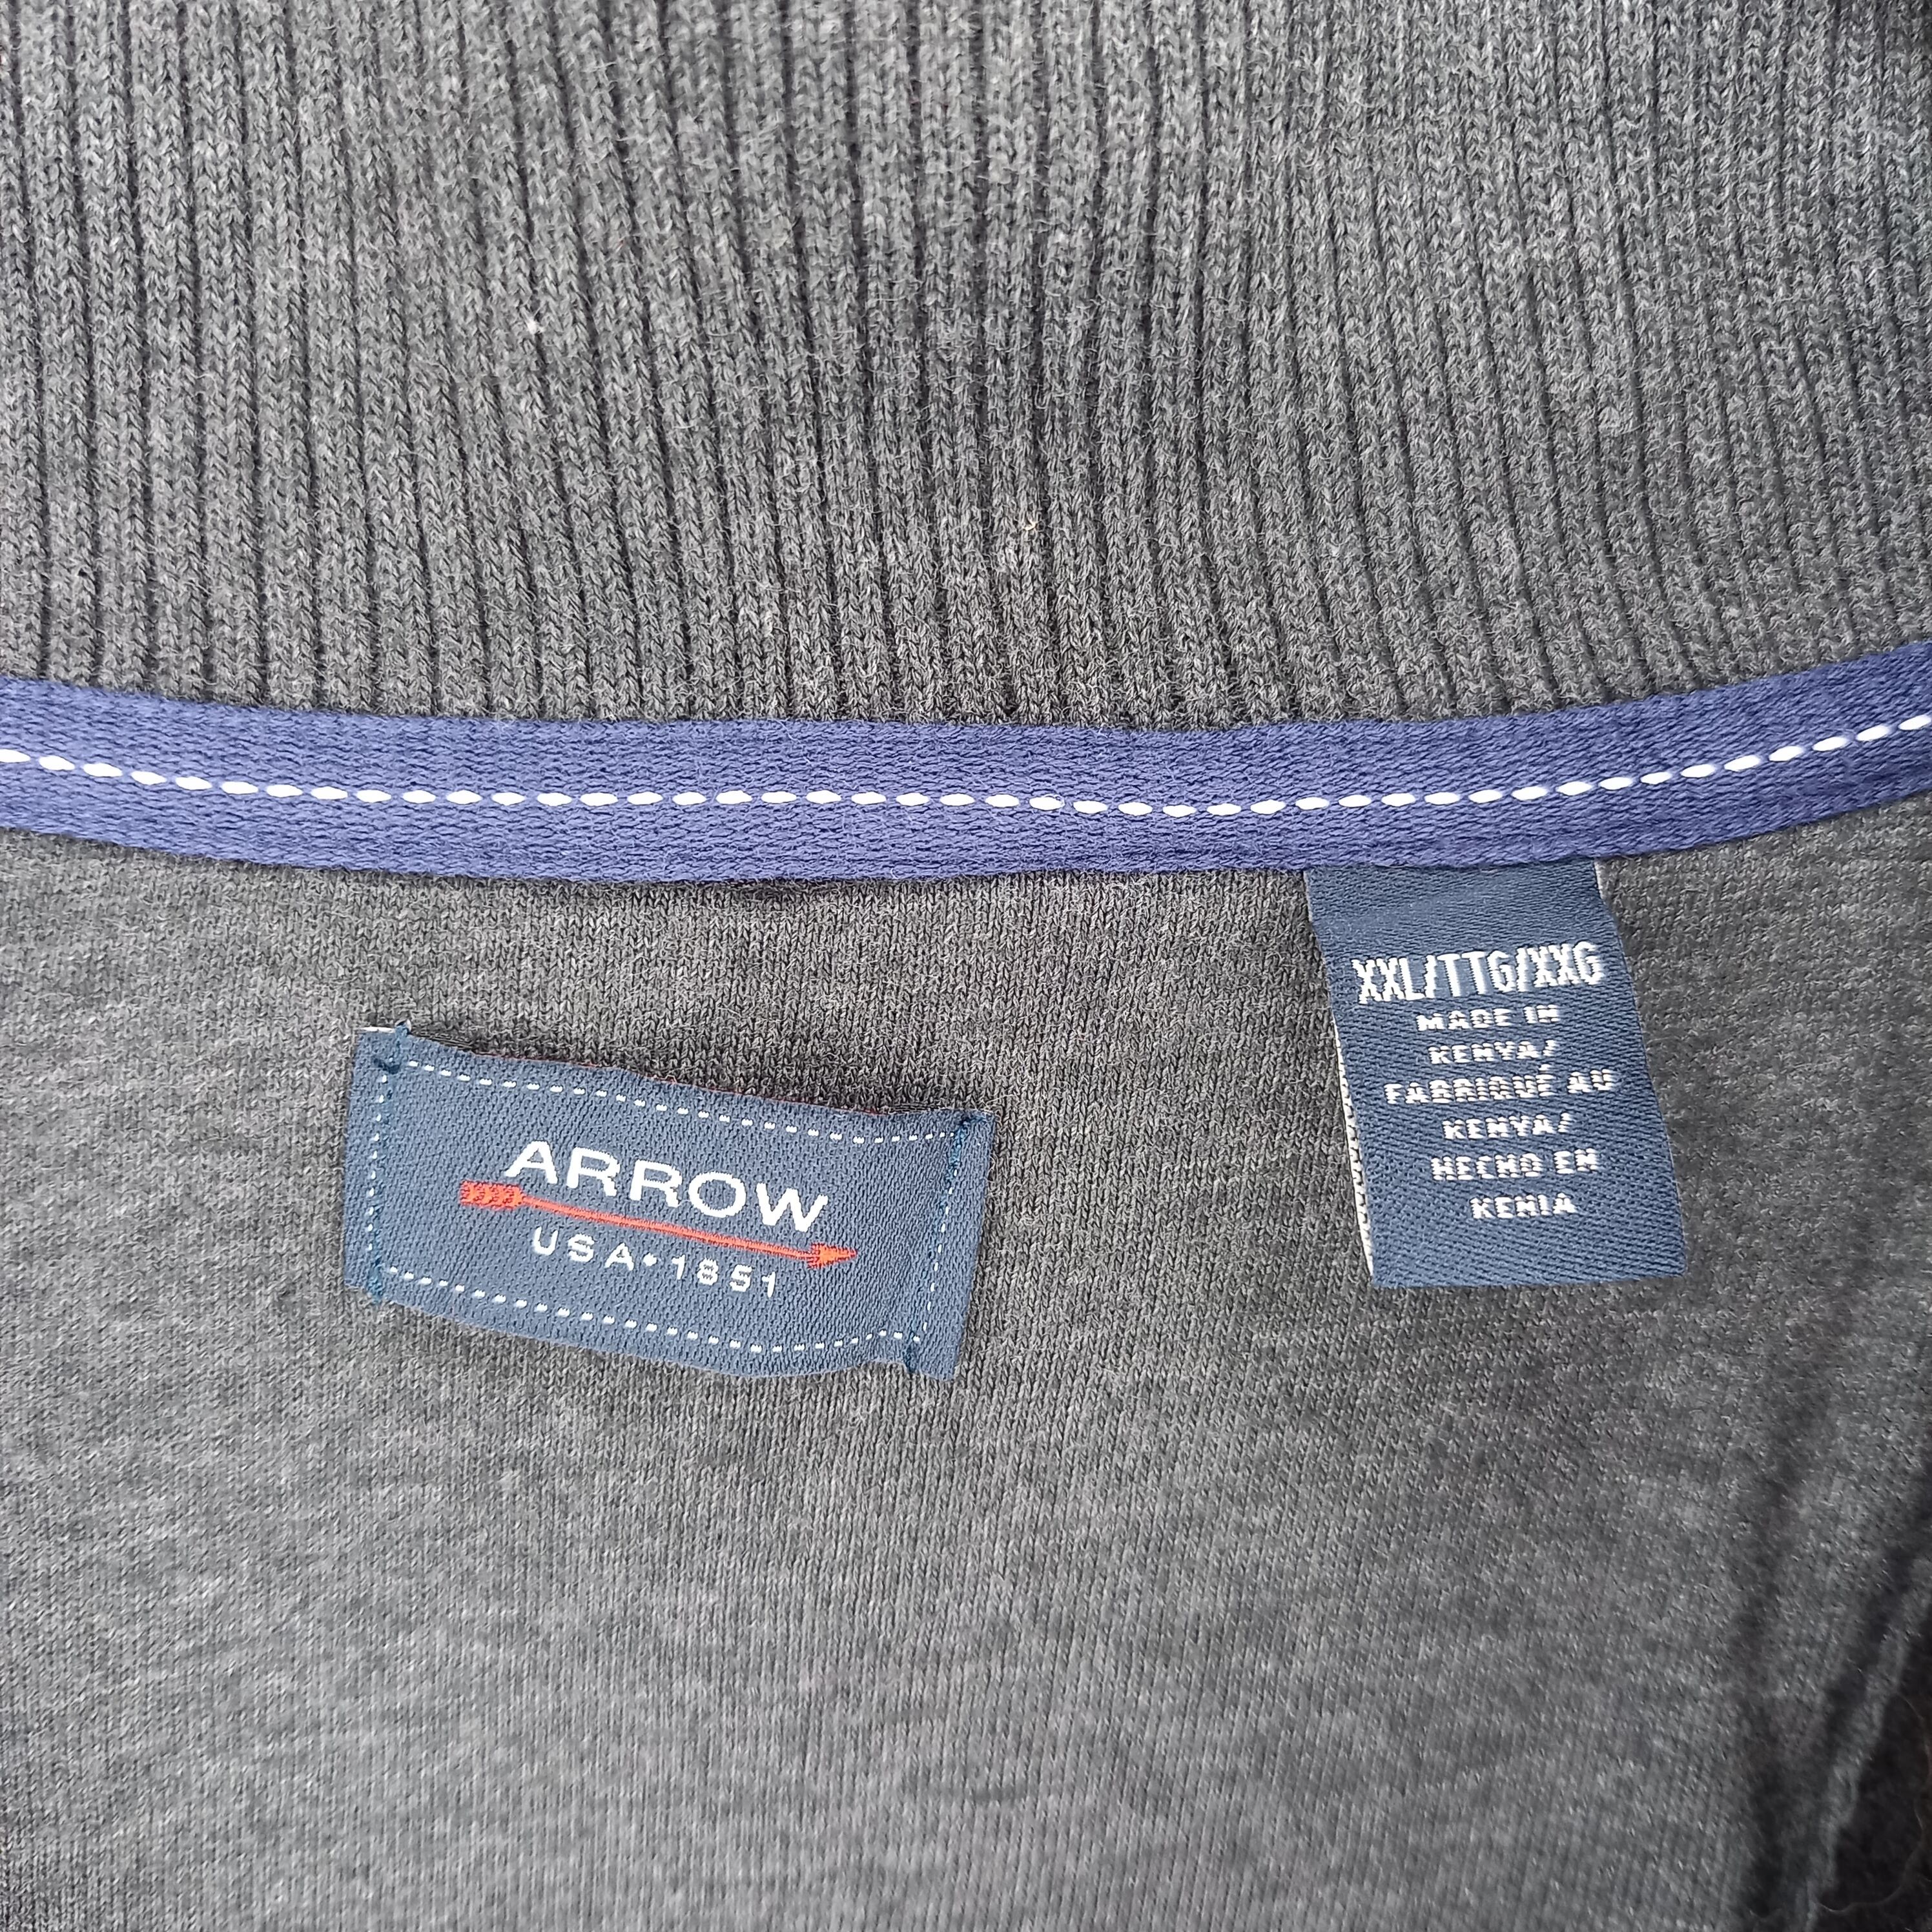 ARROW
USA•1851
XXL/TTG/XXG
MADE IN
KENYA/
FABRIQUÉ AU
KENYA/
HECHO EN
KENIA